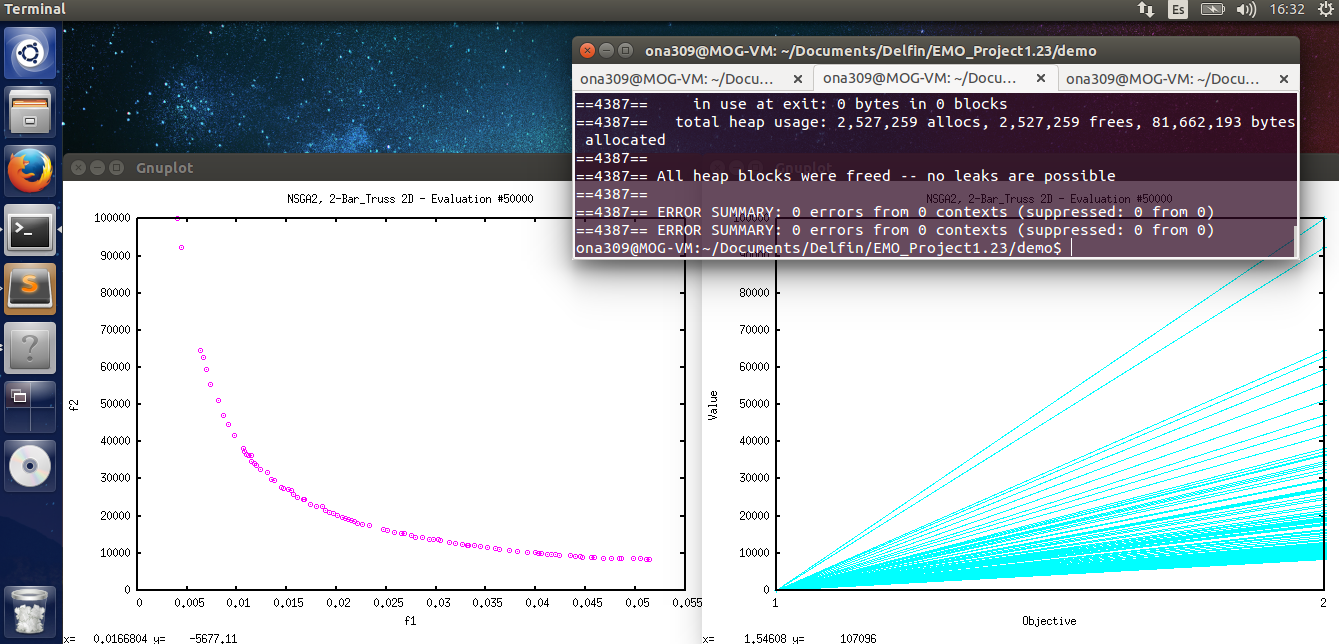 Terminal
Es
16:32
ona309@MOG-VM: ~/Documents/Delfin/EMO_Project1.23/demo
ona309@MOG-VM: ~/Docu...
ona309@MOG-VM: ~/Docu...
ona309@MOG-VM: ~/Docu...
==4387==     in use at exit: 0 bytes in 0 blocks
==4387==   total heap usage: 2,527,259 allocs, 2,527,259 frees, 81,662,193 bytes
allocated
==4387==
==4387== All heap blocks were freed -- no leaks are possible
==4387==
==4387== ERROR SUMMARY: 0 errors from 0 contexts (suppressed: 0 from 0)
==4387== ERROR SUMMARY: 0 errors from 0 contexts (suppressed: 0 from 0)
ona309@MOG-VM:~/Documents/Delfin/EMO_Project1.23/demo$
Gnuplot
NSGA2, 2-Bar_Truss 2D - Evaluation #50000
100000
90000
80000
70000
60000
50000
40000
30000
20000
10000
0
f2
0 0.005 0.01 0.015 0.02 0.025 0.03 0.035 0.04 0.045 0.05 0.055
f1
x= 0.0166804 y= -5677.11
Gnuplot
NSGA2, 2-Bar_Truss 2D - Evaluation #50000
100000
90000
80000
70000
60000
50000
40000
30000
20000
10000
0
Value
1 2
Objective
x= 1.54608 y= 107096